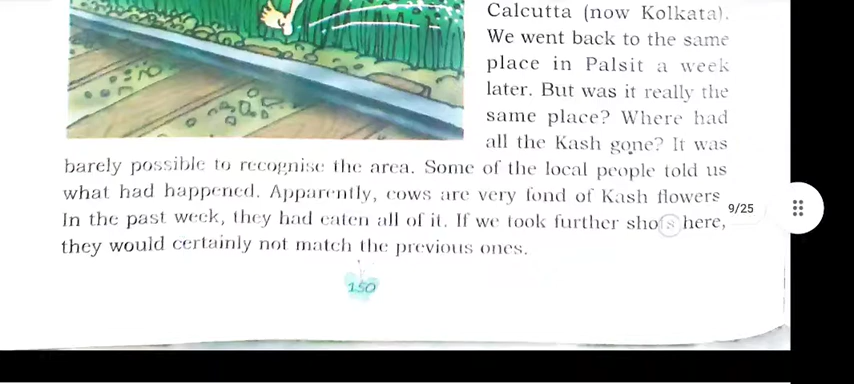 Calcutta (now Kolkata).
We went back to the same
place in Palsit a week
later. But was it really the
same place? Where had
all the Kash gone? It was
barely possible to recognise the area. Some of the local people told us
what had happened. Apparently, cows are very fond of Kash flowers
In the past week, they had eaten all of it. If we took further shots here,
they would certainly not match the previous ones.
9/25
150